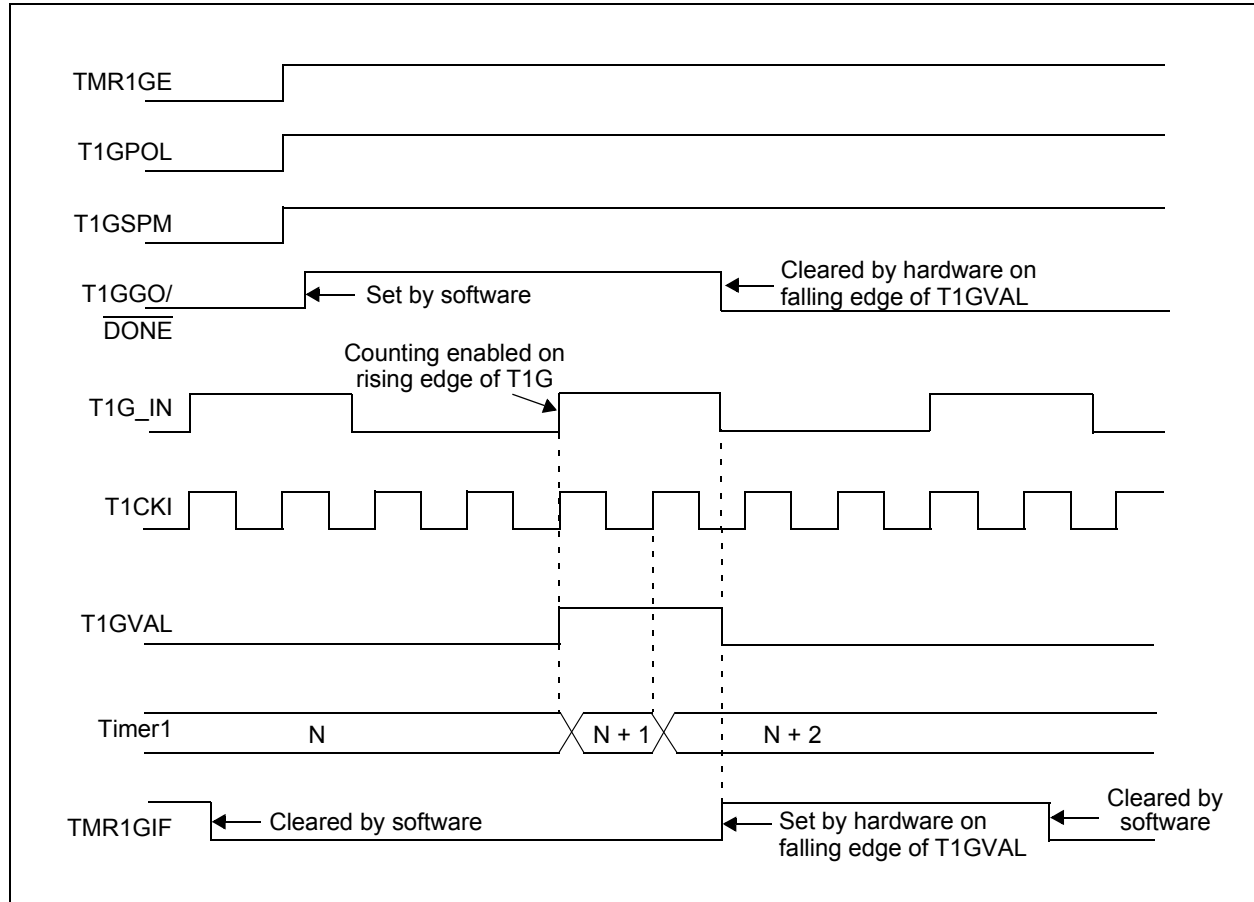 TMR1GE
T1GPOL
T1GSPM
T1GGO/
DONE
Set by software
Cleared by hardware on
falling edge of T1GVAL
Counting enabled on
rising edge of T1G
T1G_IN
T1CKI
T1GVAL
Timer1
N
N + 1
N + 2
TMR1GIF
Cleared by software
Set by hardware on
falling edge of T1GVAL
Cleared by
software